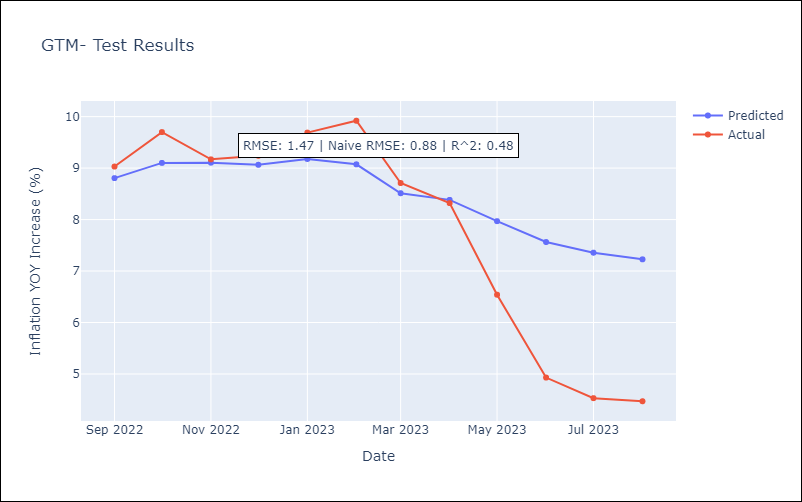 GTM- Test Results
Predicted
Actual
RMSE: 1.47 | Naive RMSE: 0.88 | R^2: 0.48
Inflation YOY Increase (%)
10
9
8
7
6
5
Sep 2022
Nov 2022
Jan 2023
Mar 2023
May 2023
Jul 2023
Date